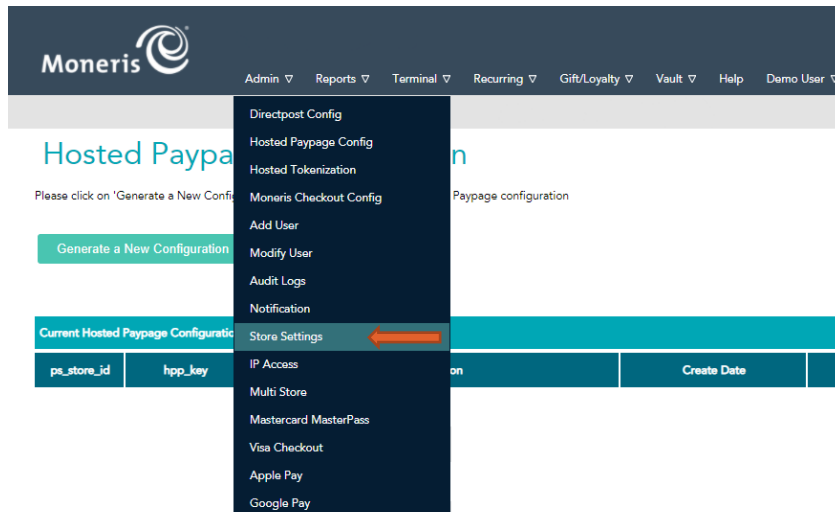 Moneris
Admin ▽ Reports ▽ Terminal ▽ Recurring ▽ Gift/Loyalty ▽ Vault ▽ Help Demo User ▽
Directpost Config
Hosted Paypage Config
Hosted Tokenization
Moneris Checkout Config
Add User
Modify User
Audit Logs
Notification
Store Settings
IP Access
Multi Store
Mastercard MasterPass
Visa Checkout
Apple Pay
Google Pay
Hosted Paypa n
Please click on 'Generate a New Config Paypage configuration
Generate a New Configuration
Current Hosted Paypage Configuratio
ps_store_id hpp_key on Create Date